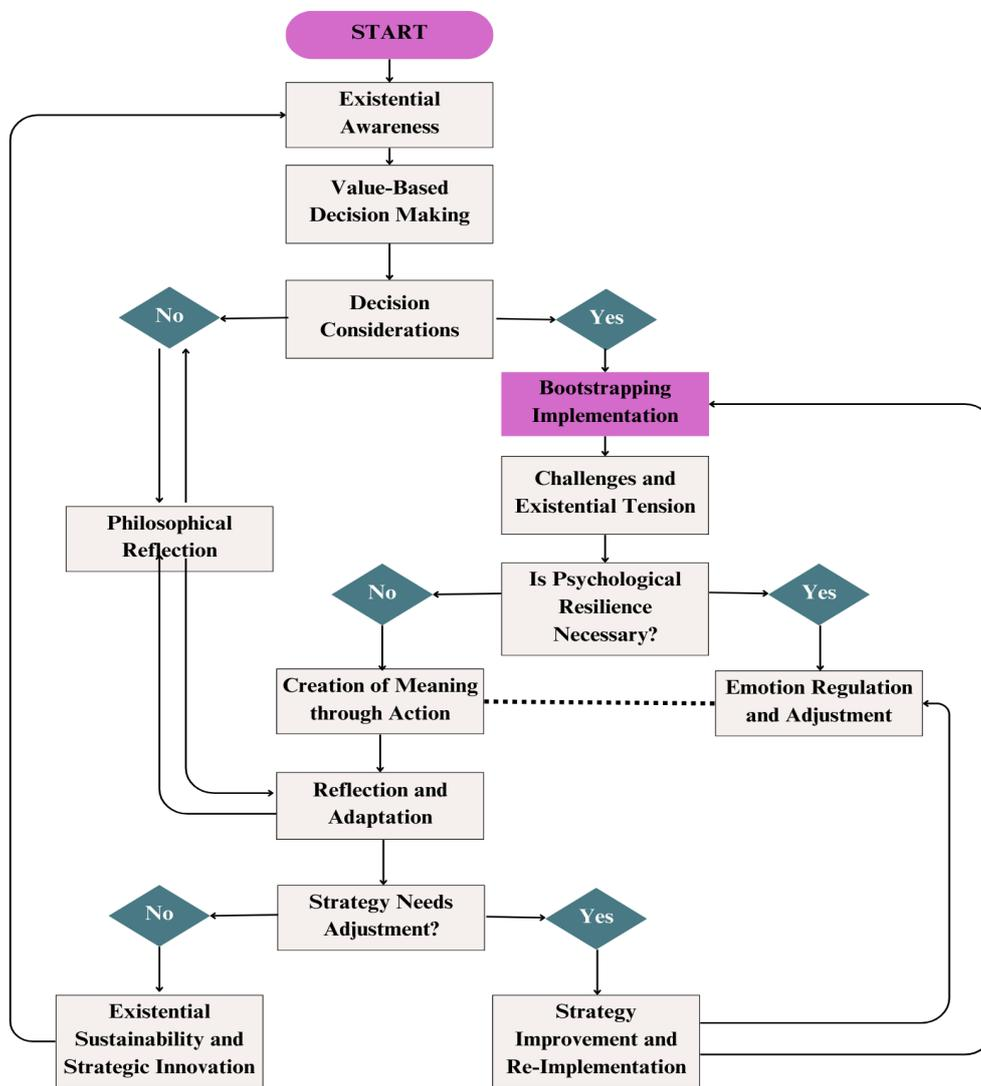 START
Existential
Awareness
Value-Based
Decision Making
Decision
Considerations
No
Yes
Bootstrapping
Implementation
Challenges and
Existential Tension
Philosophical
Reflection
Is Psychological
Resilience
Necessary?
No
Yes
Creation of Meaning
through Action
Emotion Regulation
and Adjustment
Reflection and
Adaptation
Strategy Needs
Adjustment?
No
Yes
Existential
Sustainability and
Strategic Innovation
Strategy
Improvement and
Re-Implementation